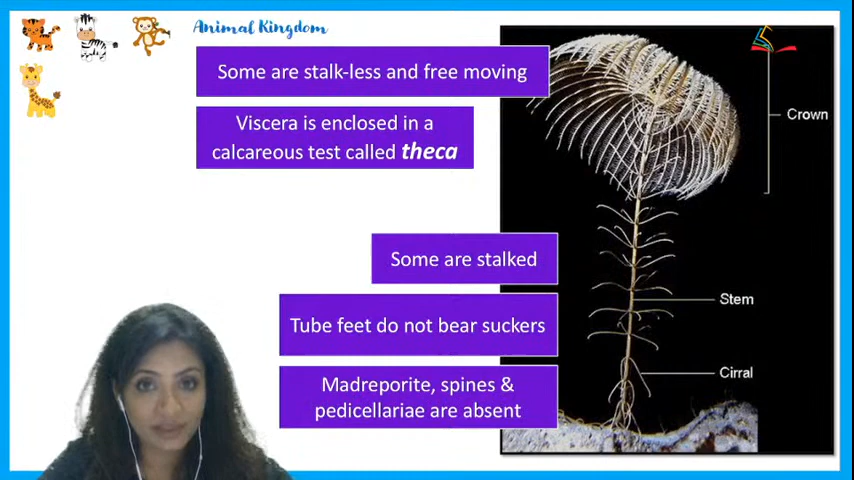 Animal Kingdom
Some are stalk-less and free moving
Viscera is enclosed in a
calcareous test called theca
Some are stalked
Tube feet do not bear suckers
Madreporite, spines &
pedicellariae are absent
Crown
Stem
Cirral